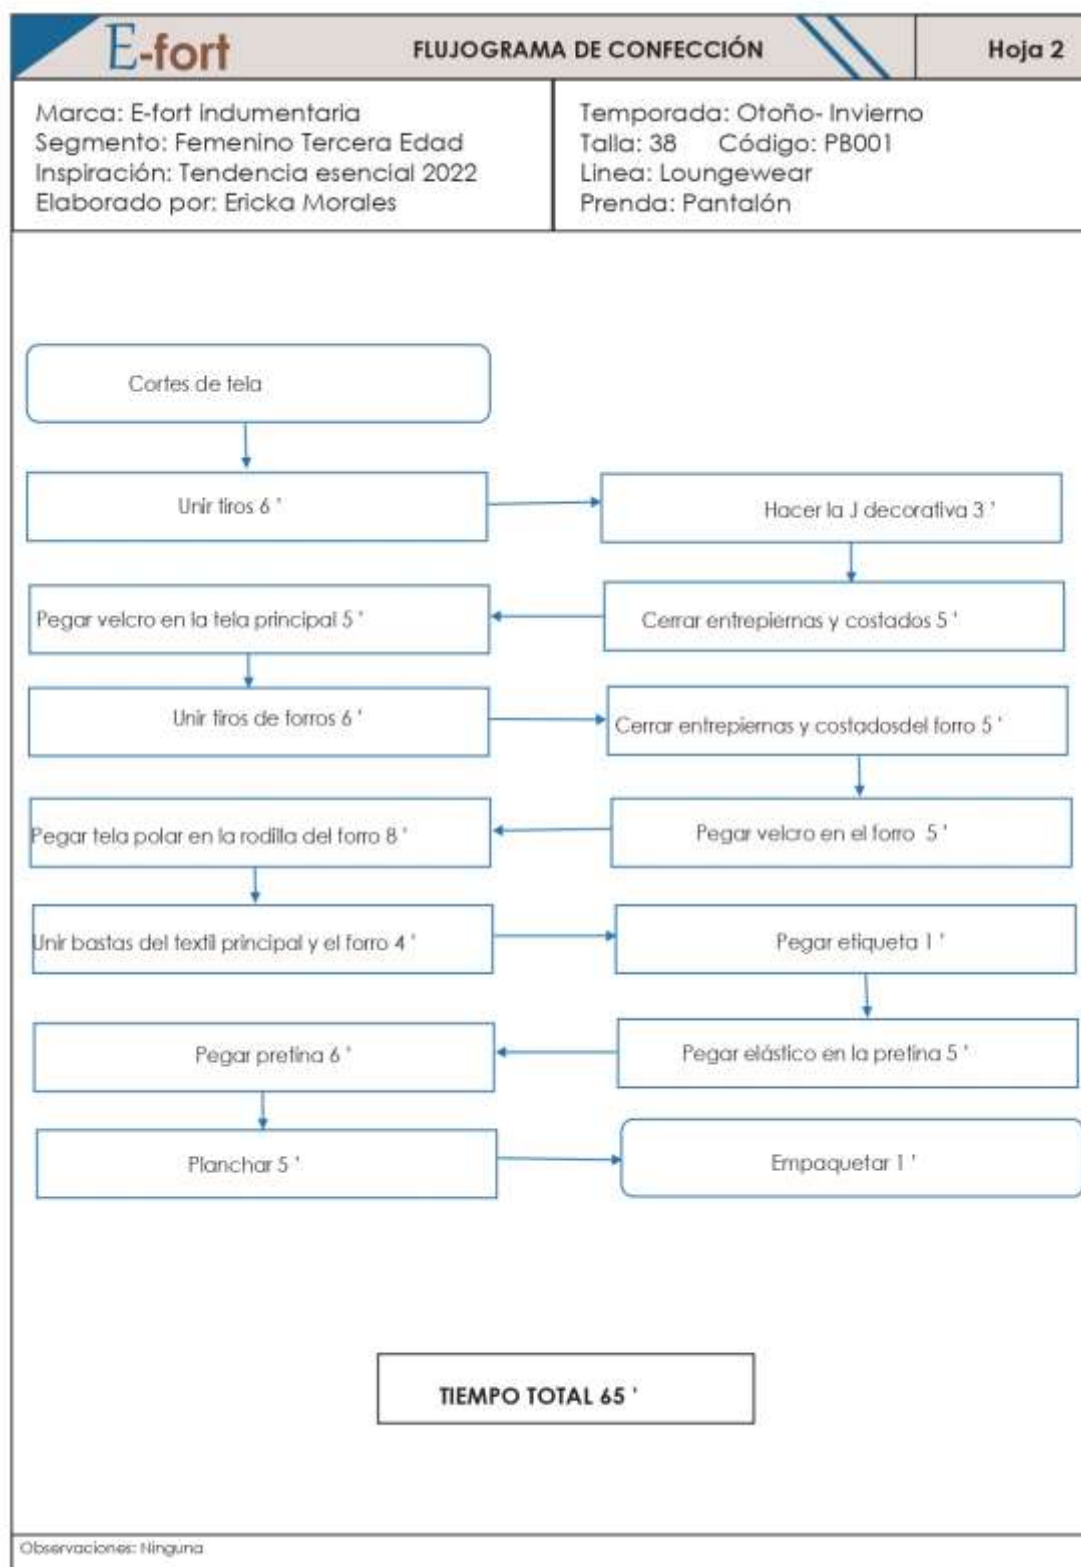 E-fort
FLUJOGRAMA DE CONFECCIÓN
Hoja 2
Marca: E-fort indumentaria
Segmento: Femenino Tercera Edad
Inspiración: Tendencia esencial 2022
Elaborado por: Ericka Morales
Temporada: Otoño- Invierno
Talla: 38 Código: PB001
Linea: Loungewear
Prenda: Pantalón
Cortes de tela
Unir tiros 6 '
Hacer la J decorativa 3 '
Cerrar entrepiernas y costados 5 '
Pegar velcro en la tela principal 5 '
Unir tiros de forros 6 '
Cerrar entrepiernas y costadosdel forro 5 '
Pegar velcro en el forro 5 '
Pegar tela polar en la rodilla del forro 8 '
Unir bastas del textil principal y el forro 4 '
Pegar etiqueta 1 '
Pegar elástico en la pretina 5 '
Pegar pretina 6 '
Planchar 5 '
Empaquetar 1 '
TIEMPO TOTAL 65 '
Observaciones: Ninguna